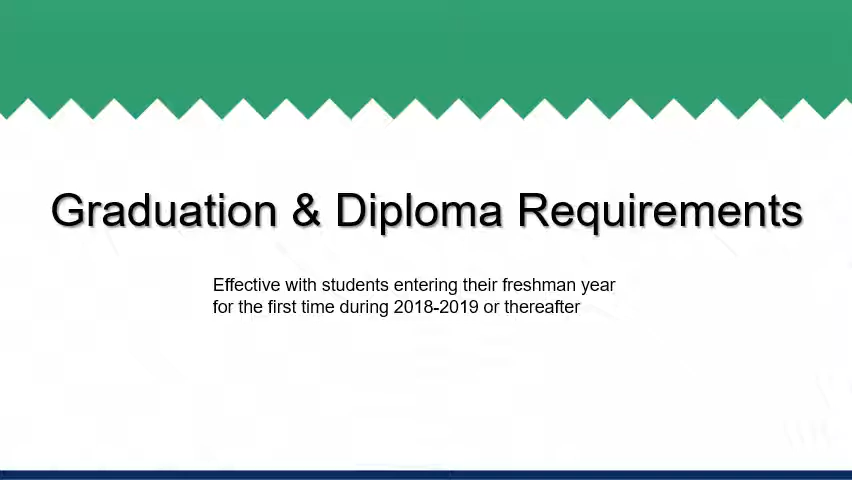 Graduation & Diploma Requirements
Effective with students entering their freshman year
for the first time during 2018-2019 or thereafter